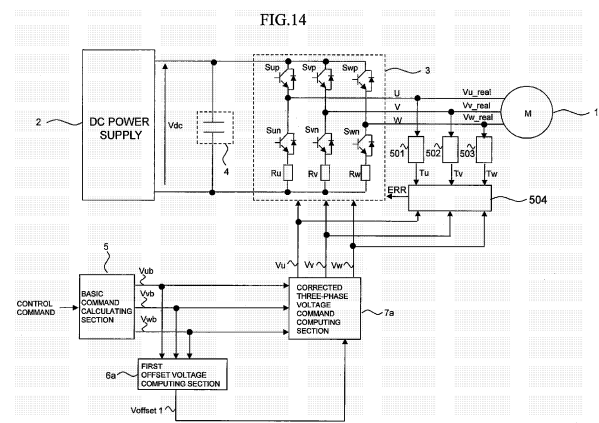 FIG.14
Sup
Svp
Swp
3
U
Vu_real
V
Vv_real
W
Vw_real
M
1
2
DC POWER
SUPPLY
Vdc
4
Sun
Svn
Swn
Ru
Rv
Rw
501
502
503
Tu
Tv
Tw
ERR
504
Vu
Vv
Vw
5
Vub
Vvb
Vwb
CONTROL
COMMAND
BASIC
COMMAND
CALCULATING
SECTION
CORRECTED
THREE-PHASE
VOLTAGE
COMMAND
COMPUTING
SECTION
7a
6a
FIRST
OFFSET VOLTAGE
COMPUTING SECTION
Voffset 1